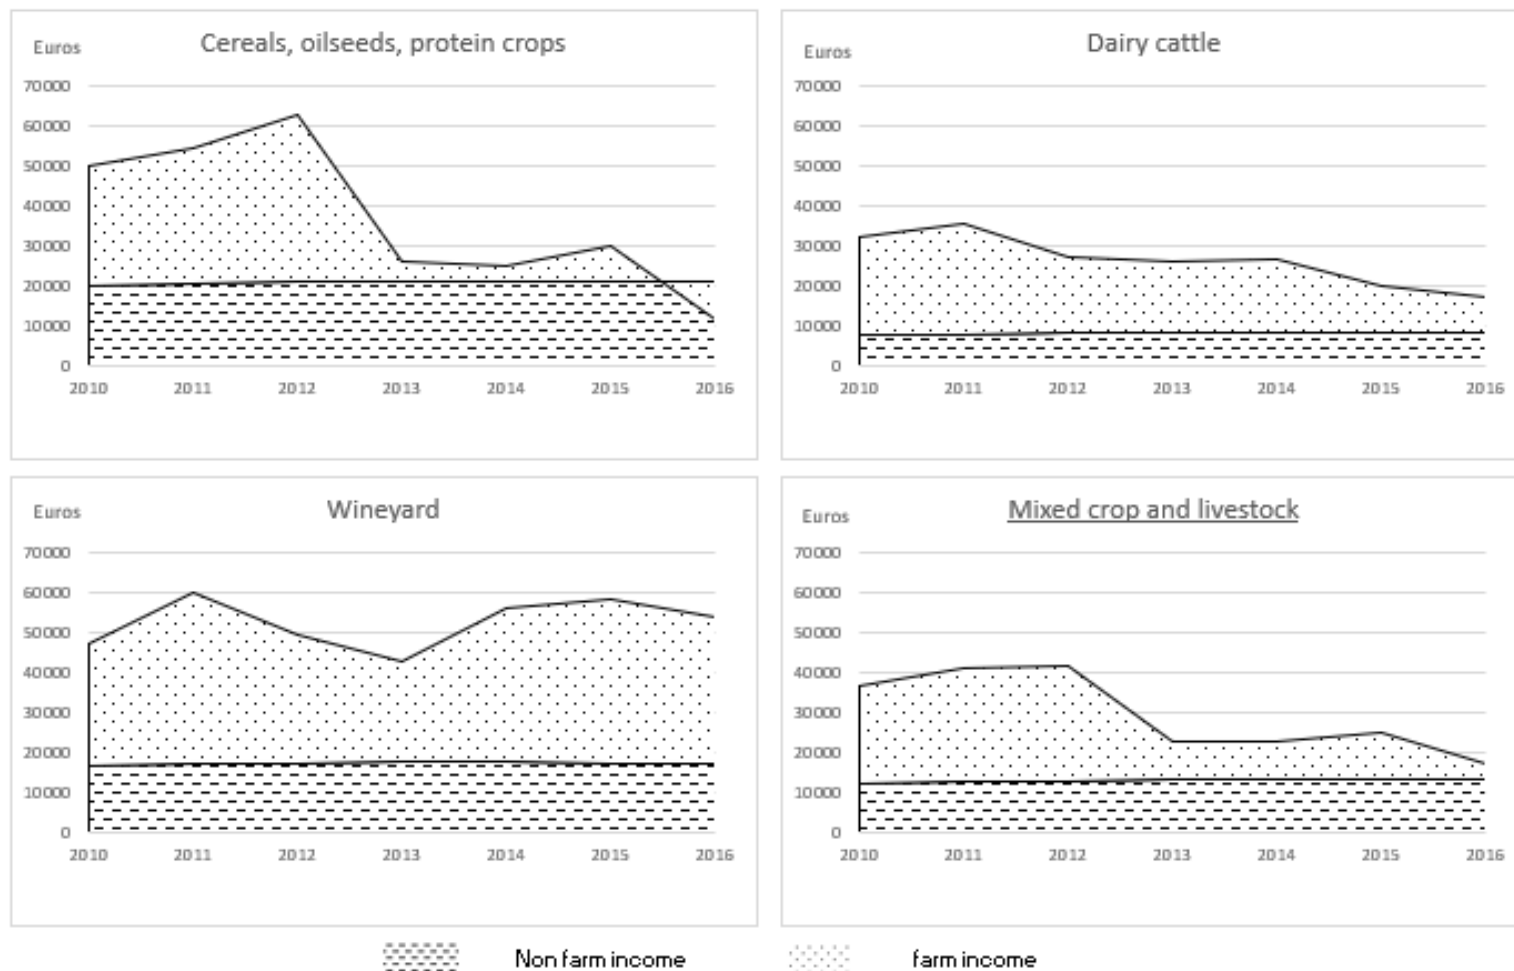 Cereals, oilseeds, protein crops
Euros
70000
60000
50000
40000
30000
20000
10000
0
2010 2011 2012 2013 2014 2015 2016
Dairy cattle
Euros
70000
60000
50000
40000
30000
20000
10000
0
2010 2011 2012 2013 2014 2015 2016
Wineyard
Euros
70000
60000
50000
40000
30000
20000
10000
0
2010 2011 2012 2013 2014 2015 2016
Mixed crop and livestock
Euros
70000
60000
50000
40000
30000
20000
10000
0
2010 2011 2012 2013 2014 2015 2016
Non farm income farm income